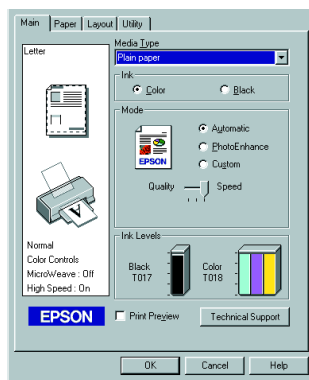 Main Paper Layout Utility
Letter
Media Type
Plain paper
Ink
Color Black
Mode
EPSON
Automatic
PhotoEnhance
Custom
Quality Speed
Normal
Color Controls
MicroWeave : Off
High Speed : On
Ink Levels
Black
T017
Color
T018
EPSON
Print Preview
Technical Support
OK Cancel Help